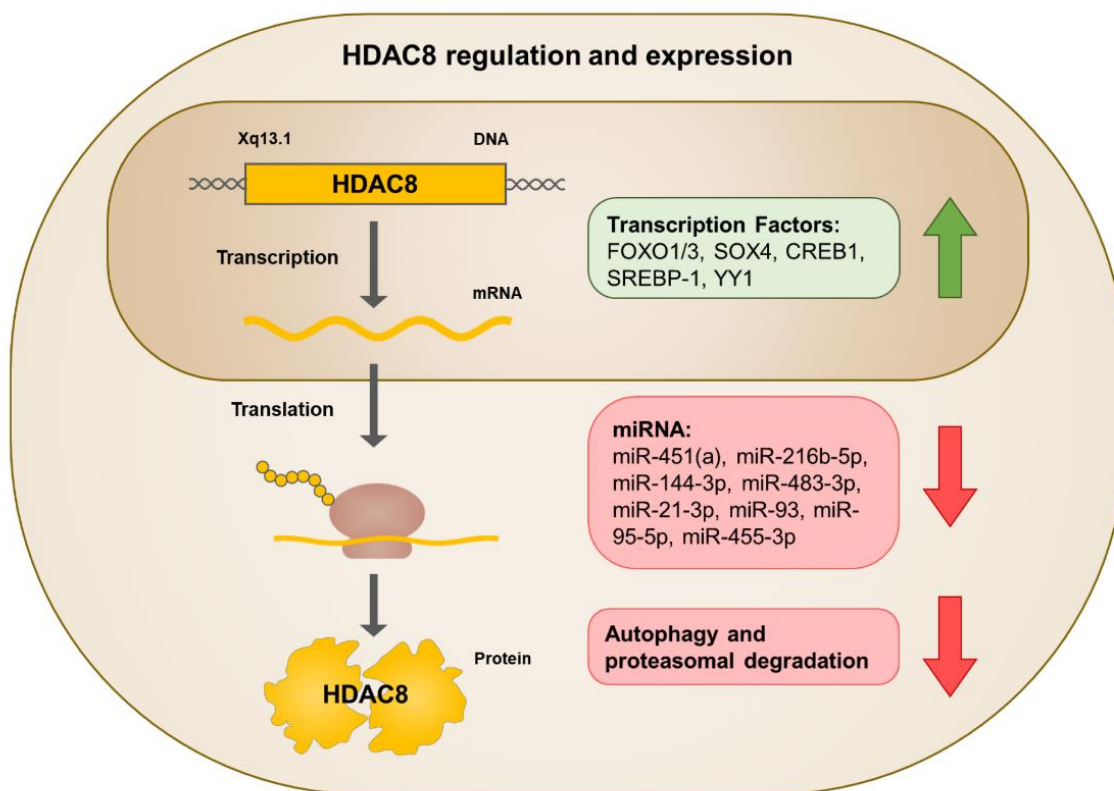 HDAC8 regulation and expression
Xq13.1
DNA
HDAC8
Transcription
mRNA
Transcription Factors:
FOXO1/3, SOX4, CREB1,
SREBP-1, YY1
Translation
miRNA:
miR-451(a), miR-216b-5p,
miR-144-3p, miR-483-3p,
miR-21-3p, miR-93, miR-
95-5p, miR-455-3p
Protein
HDAC8
Autophagy and
proteasomal degradation